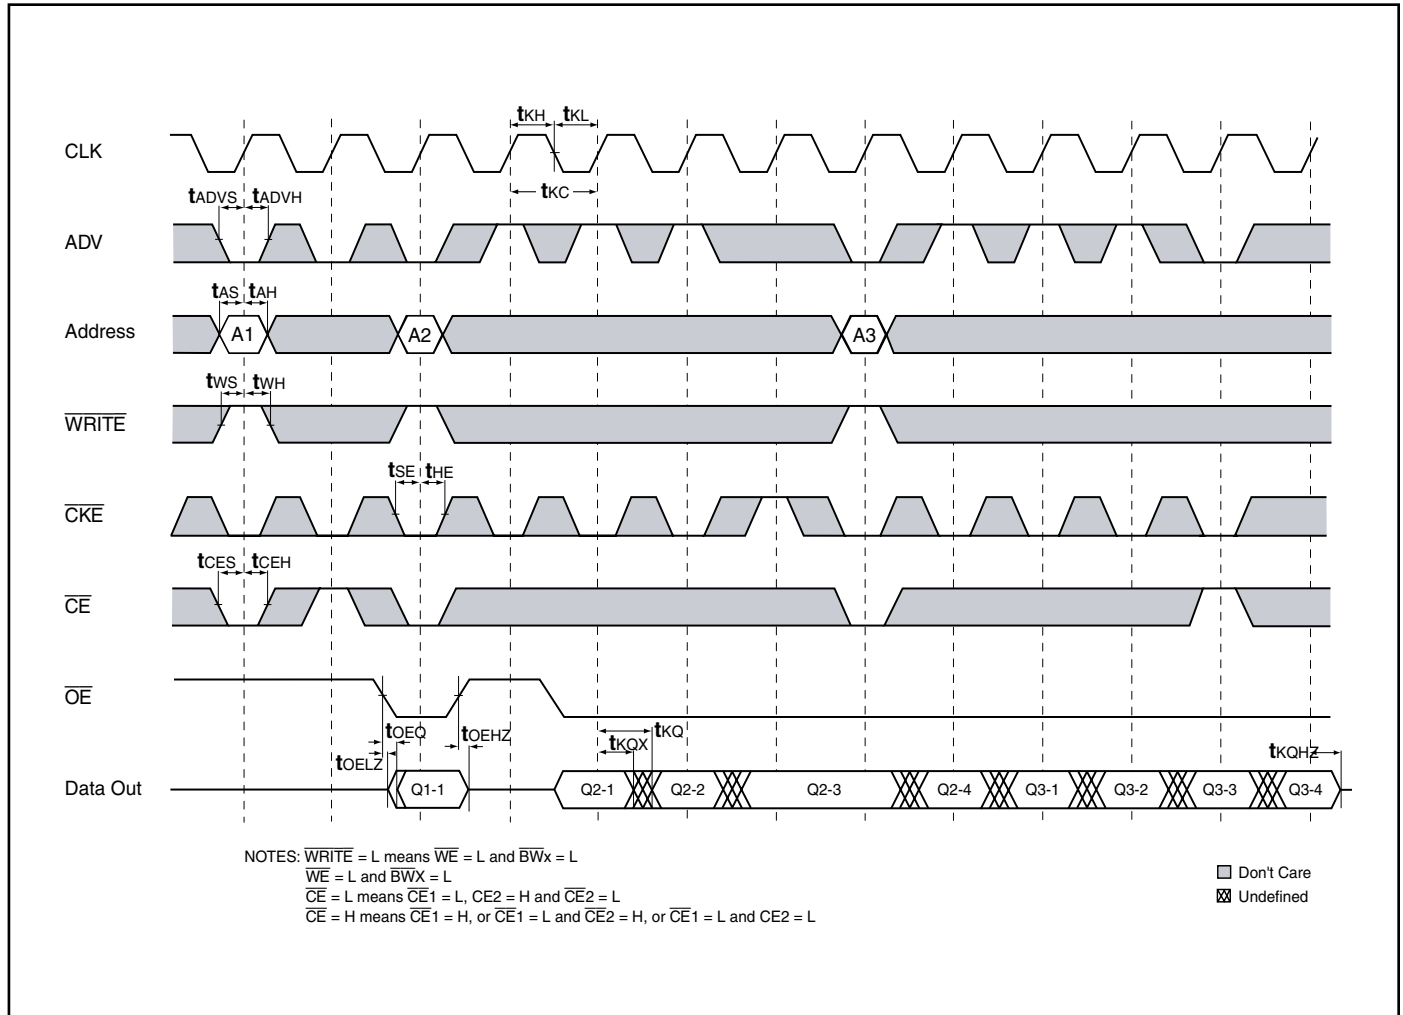 tKH tKL
CLK
tKC
tADVS tADVH
ADV
tAS tAH
Address A1 A2 A3
tWS tWH
WRITE
tSE tHE
CKE
tCES tCEH
CE
OE
tOEQ tOEHZ tKQ
tKQX tKQHZ
tOELZ
Data Out Q1-1 Q2-1 Q2-2 Q2-3 Q2-4 Q3-1 Q3-2 Q3-3 Q3-4
NOTES: WRITE = L means WE = L and BWx = L
WE = L and BWX = L
CE = L means CE1 = L, CE2 = H and CE2 = L
CE = H means CE1 = H, or CE1 = L and CE2 = H, or CE1 = L and CE2 = L
Don't Care
Undefined